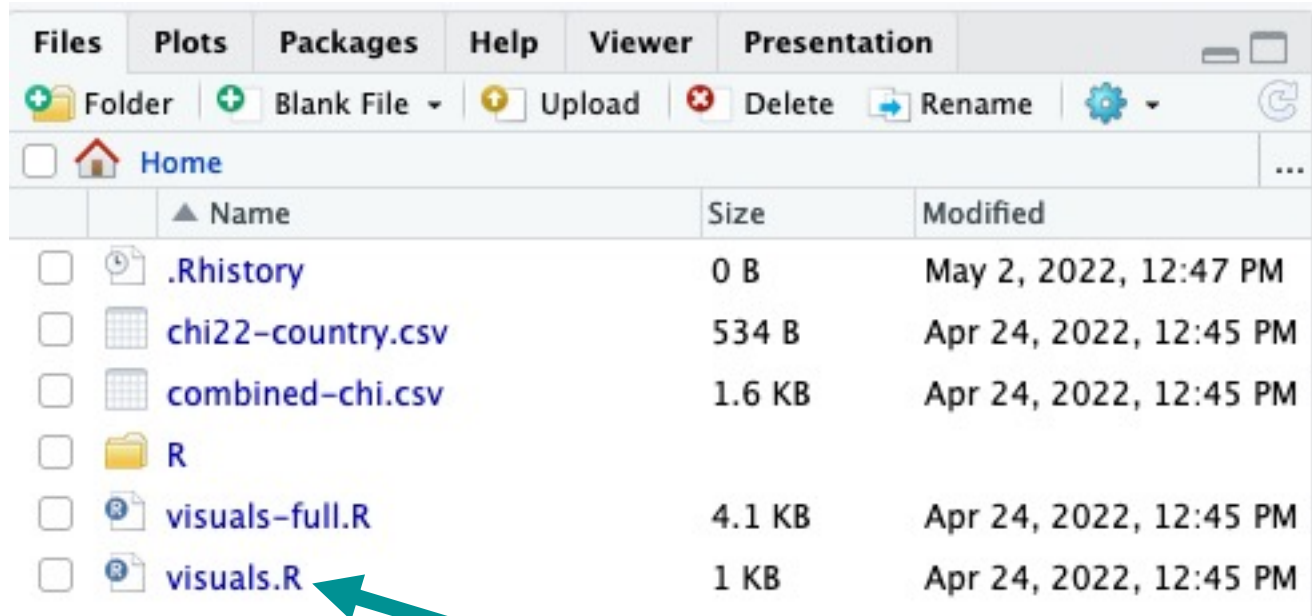 Files Plots Packages Help Viewer Presentation
Folder Blank File Upload Delete Rename
Home ...
Name Size Modified
.Rhistory 0 B May 2, 2022, 12:47 PM
chi22-country.csv 534 B Apr 24, 2022, 12:45 PM
combined-chi.csv 1.6 KB Apr 24, 2022, 12:45 PM
R
visuals-full.R 4.1 KB Apr 24, 2022, 12:45 PM
visuals.R 1 KB Apr 24, 2022, 12:45 PM